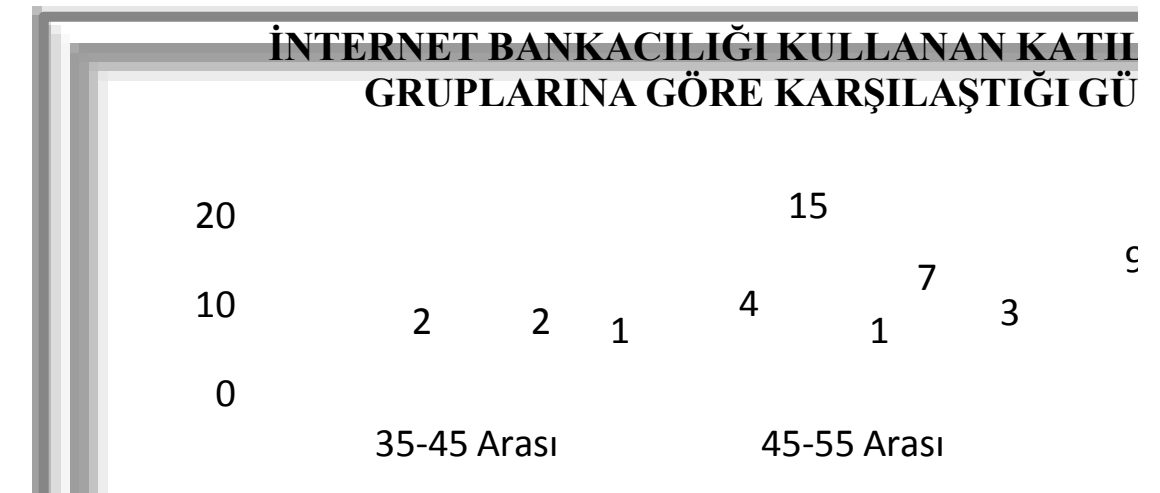 İNTERNET BANKACILIĞI KULLANAN KATIL
GRUPLARINA GÖRE KARŞILAŞTIĞI GÜ
20
15
9
7
10
4
3
2 2 1 1
0
35-45 Arası 45-55 Arası